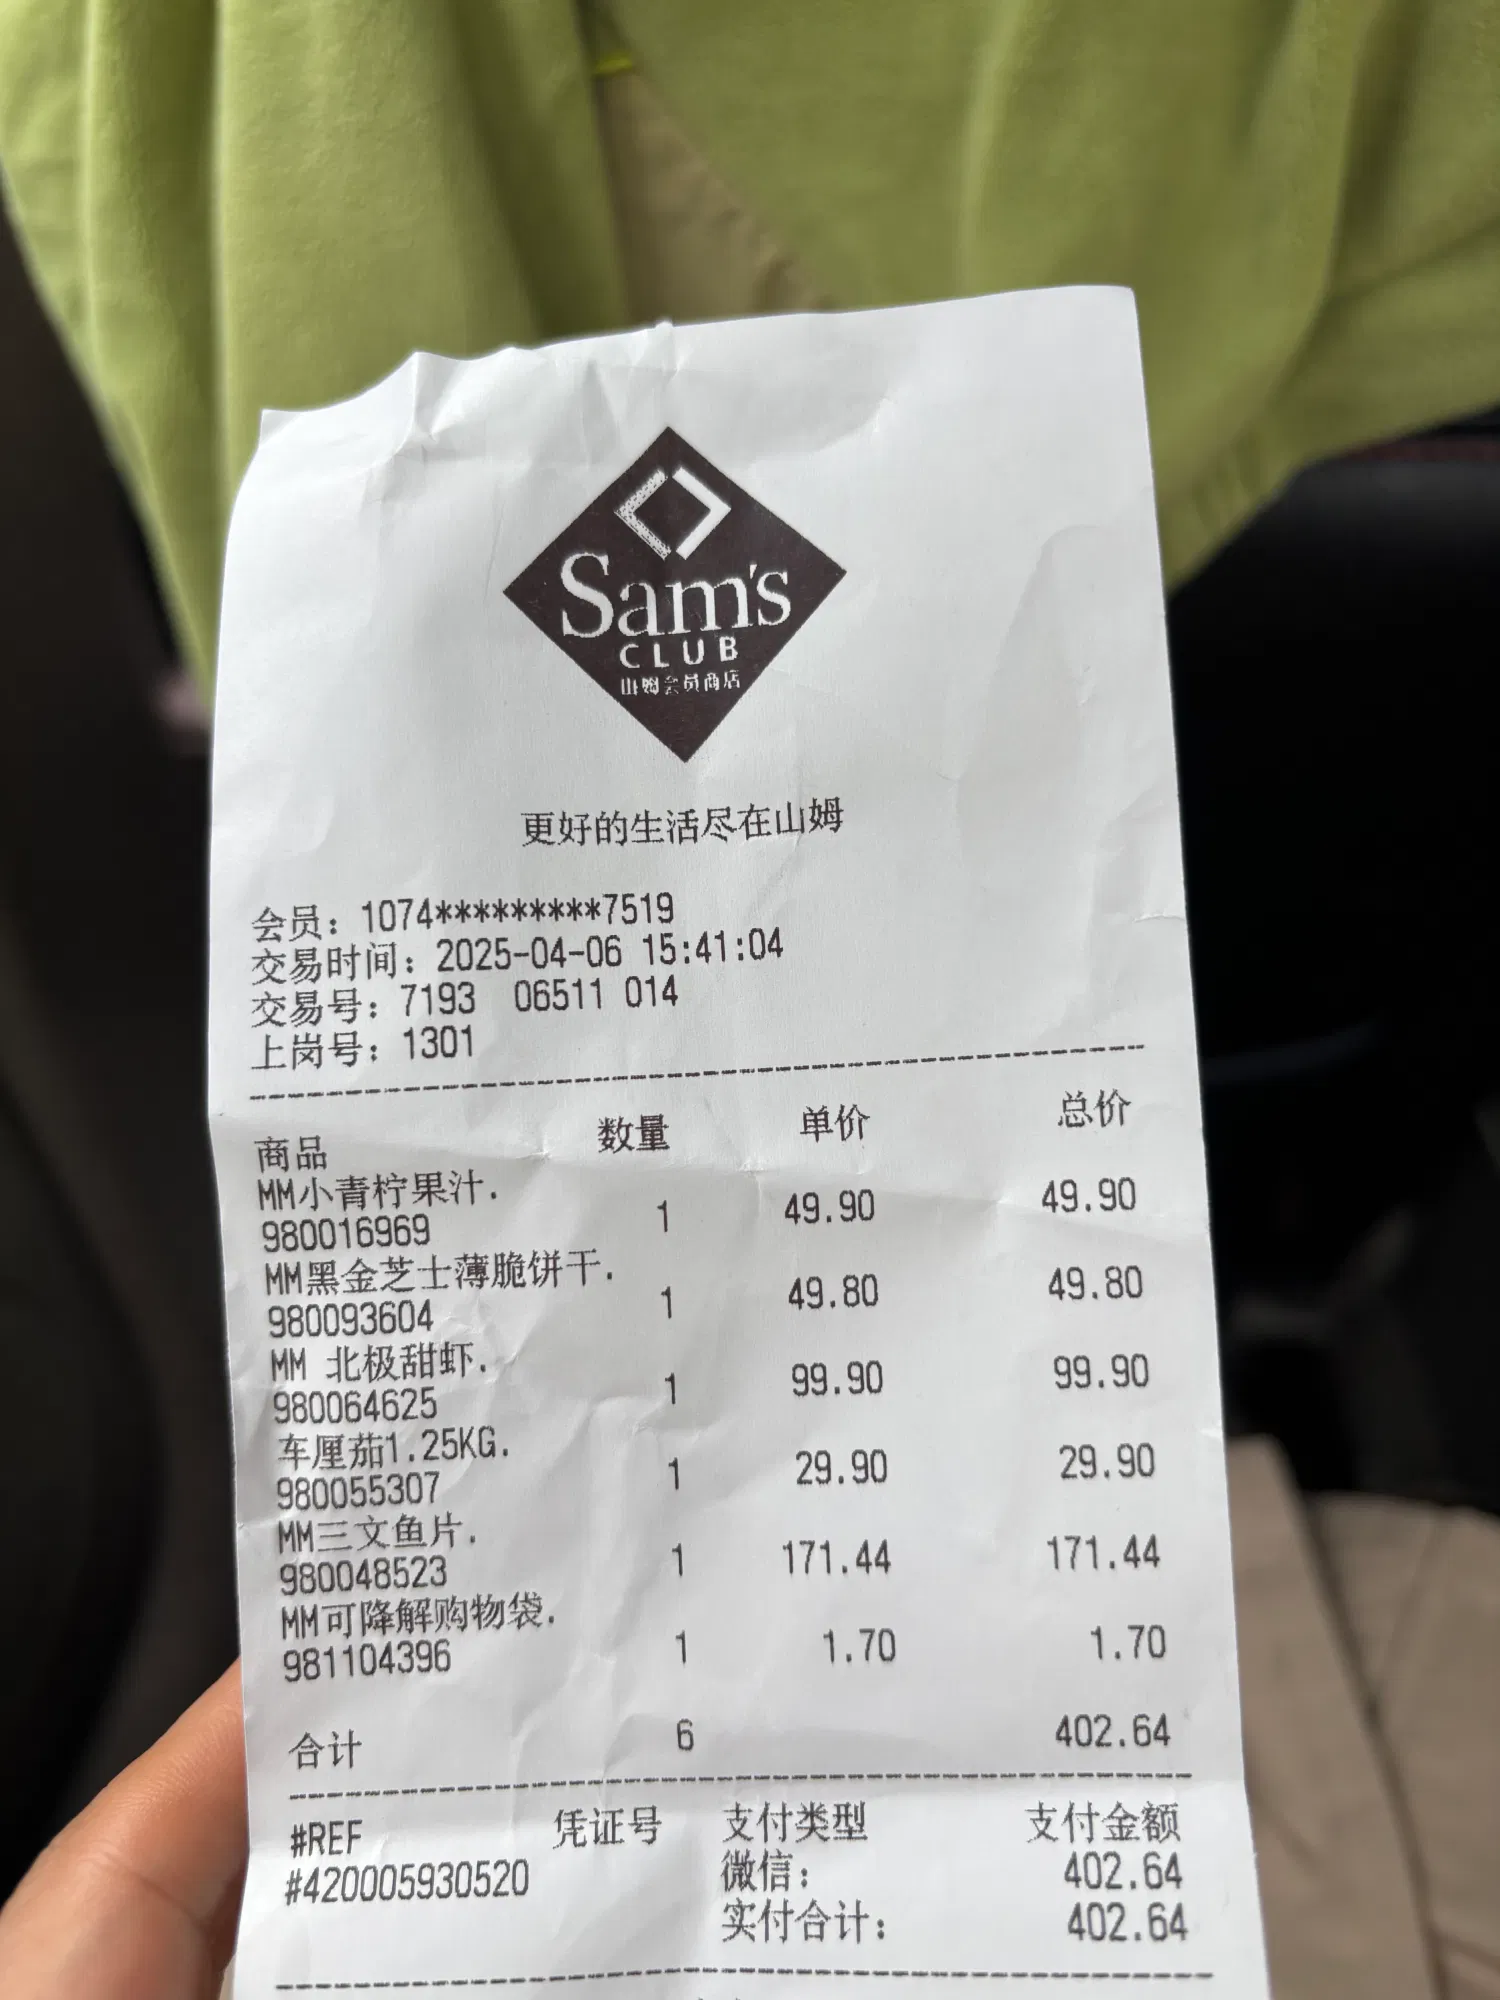 Sam's
CLUB
山姆会员商店
更好的生活尽在山姆
会员：1074*********7519
交易时间：2025-04-06 15:41:04
交易号：7193 06511 014
上岗号：1301
商品 数量 单价 总价
MM小青柠果汁.
980016969 1 49.90 49.90
MM黑金芝士薄脆饼干.
980093604 1 49.80 49.80
MM 北极甜虾.
980064625 1 99.90 99.90
车厘茄1.25KG.
980055307 1 29.90 29.90
MM三文鱼片.
980048523 1 171.44 171.44
MM可降解购物袋.
981104396 1 1.70 1.70
合计 6 402.64
#REF 凭证号 支付类型 支付金额
#420005930520 微信： 402.64
实付合计： 402.64